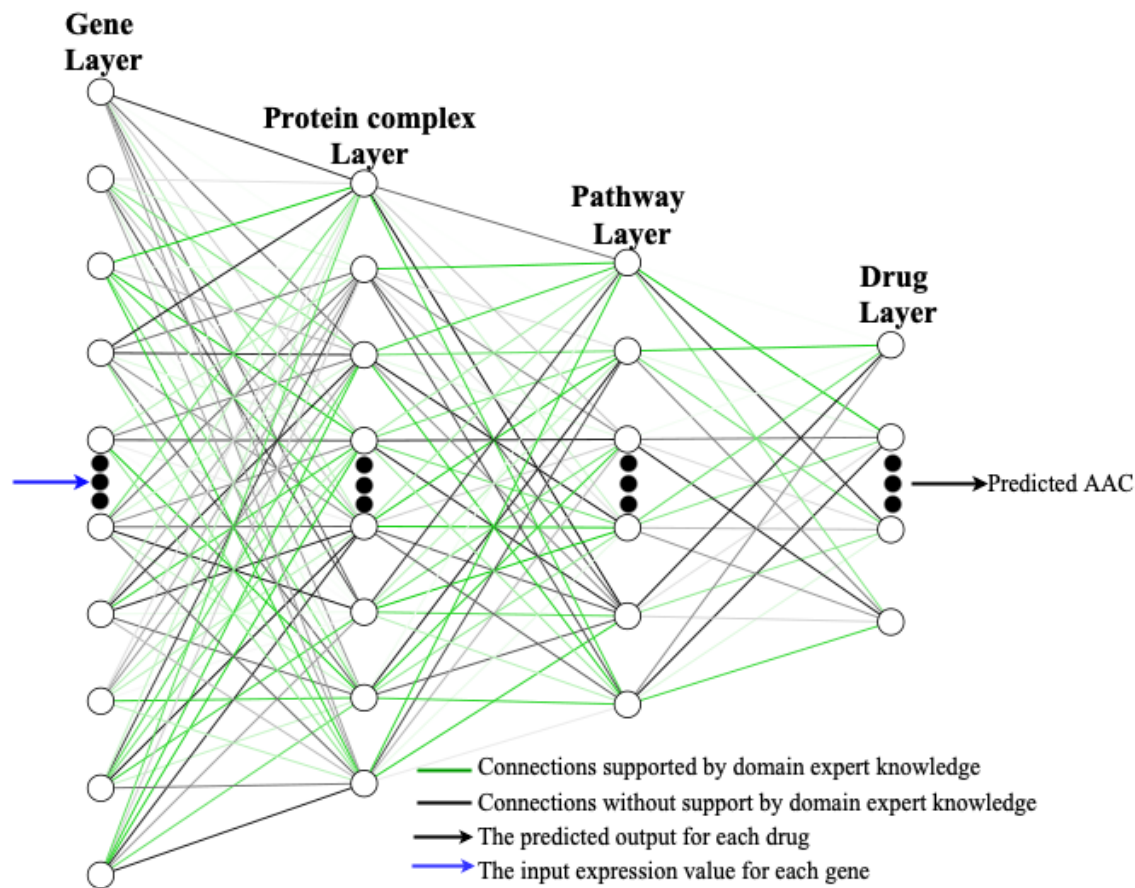 Gene
Layer
Protein complex
Layer
Pathway
Layer
Drug
Layer
Predicted AAC
Connections supported by domain expert knowledge
Connections without support by domain expert knowledge
The predicted output for each drug
The input expression value for each gene